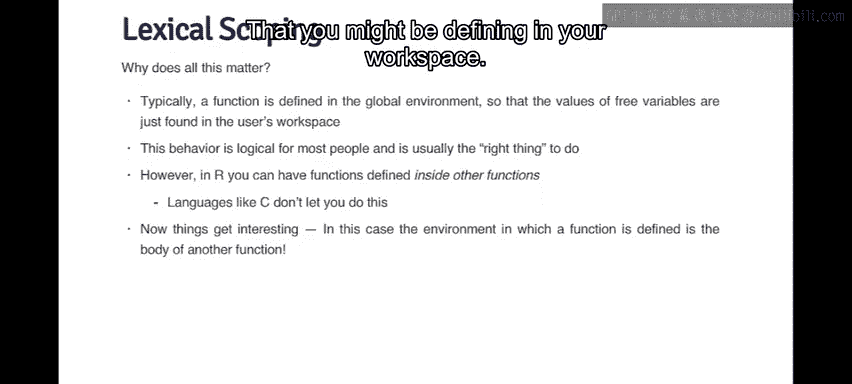 Lexical Scoping
That you might be defining in your
workspace.
Why does all this matter?
· Typically, a function is defined in the global environment, so that the values of free variables are
just found in the user's workspace
· This behavior is logical for most people and is usually the “right thing” to do
· However, in R you can have functions defined inside other functions
- Languages like C don't let you do this
· Now things get interesting — In this case the environment in which a function is defined is the
body of another function!